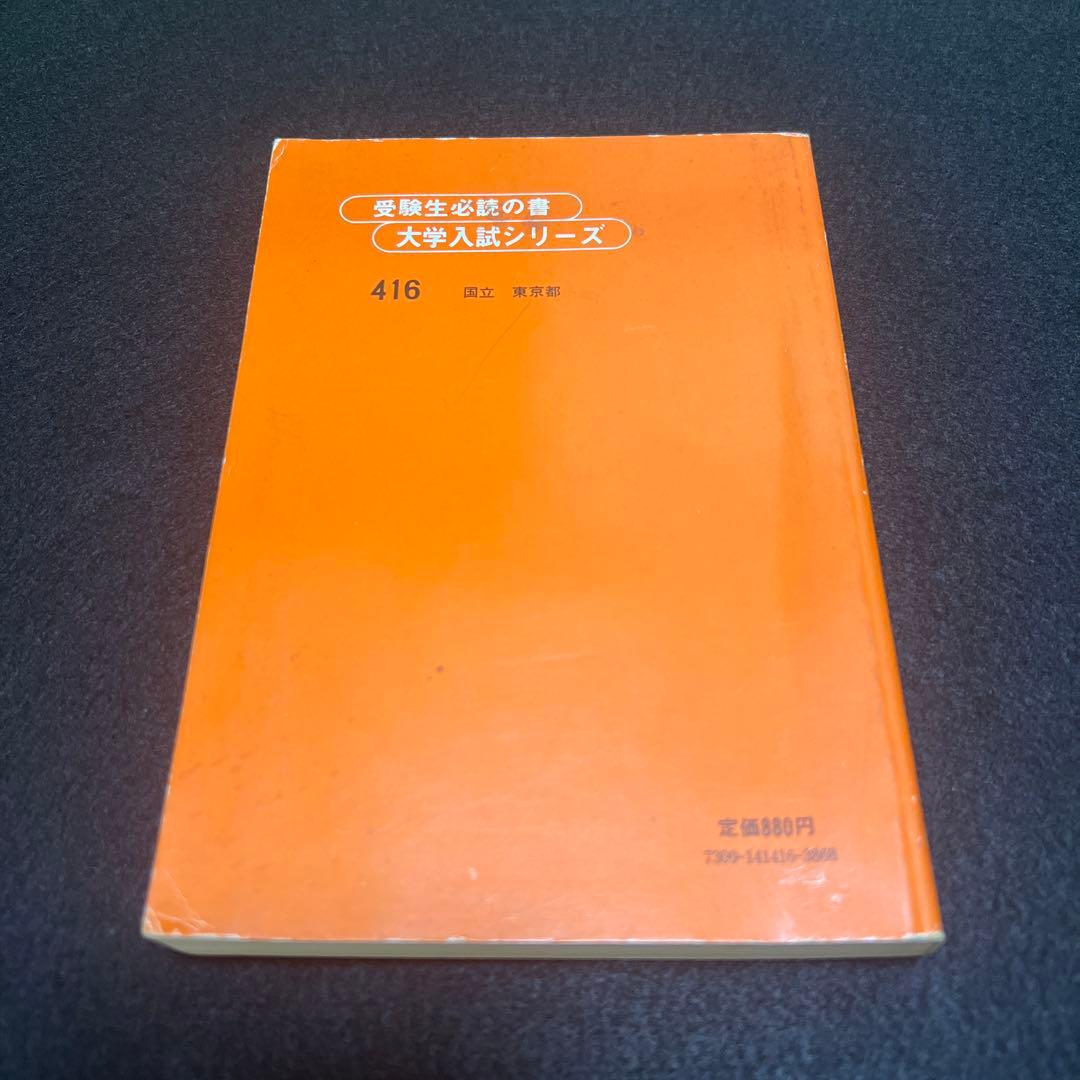 受験生必読の書
大学入試シリーズ
416 国立 東京都
定価880円
7300-141416-3868